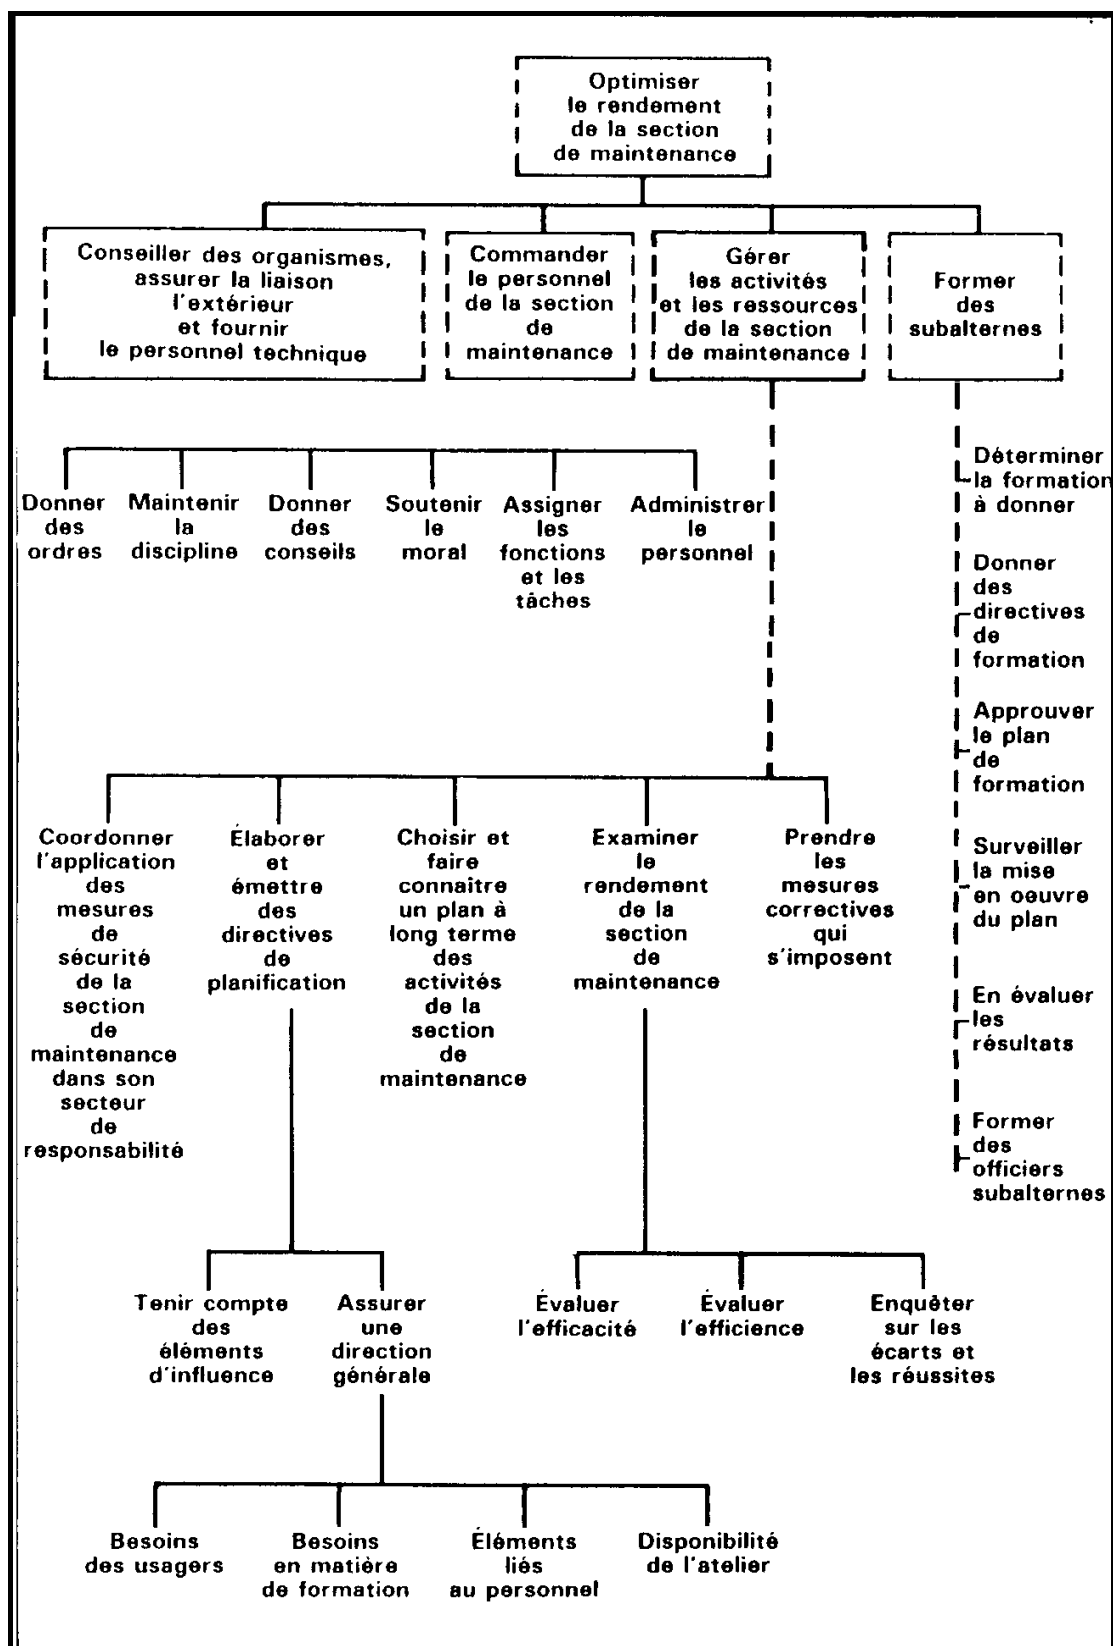 Optimiser
le rendement
de la section
de maintenance
Conseiller des organismes,
assurer la liaison
l'extérieur
et fournir
le personnel technique
Commander
le personnel
de la section
de
maintenance
Gérer
les activités
et les ressources
de la section
de maintenance
Former
des
subalternes
Donner
des
ordres
Maintenir
la
discipline
Donner
des
conseils
Soutenir
le
moral
Assigner
les
fonctions
et les
tâches
Administrer
le
personnel
Déterminer
la formation
à donner
Donner
des
directives
de
formation
Approuver
le plan
de
formation
Surveiller
la mise
en oeuvre
du plan
En évaluer
les
résultats
Former
des
officiers
subalternes
Coordonner
l'application
des
mesures
de
sécurité
de la
section
de
maintenance
dans son
secteur
de
responsabilité
Élaborer
et
émettre
des
directives
de
planification
Choisir et
faire
connaître
un plan à
long terme
des
activités
de la
section
de
maintenance
Examiner
le
rendement
de la
section
de
maintenance
Prendre
les
mesures
correctives
qui
s'imposent
Tenir compte
des
éléments
d'influence
Assurer
une
direction
générale
Évaluer
l'efficacité
Évaluer
l'efficience
Enquêter
sur les
écarts et
les réussites
Besoins
des usagers
Besoins
en matière
de formation
Éléments
liés
au personnel
Disponibilité
de l'atelier